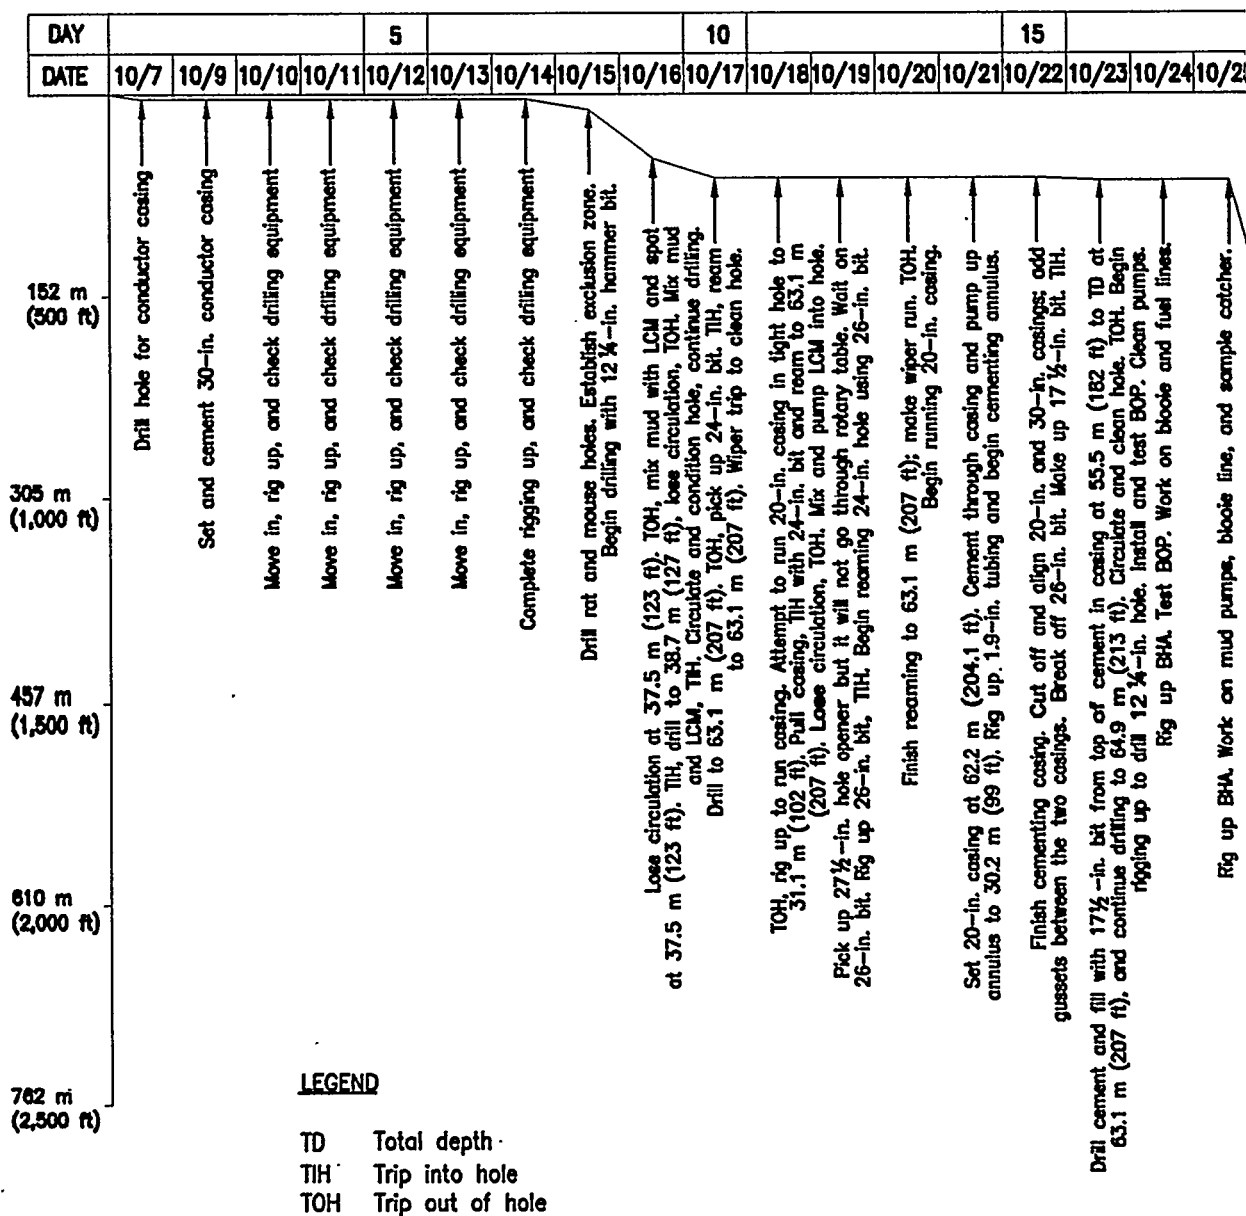 DAY 5 10 15
DATE 10/7 10/9 10/10 10/11 10/12 10/13 10/14 10/15 10/16 10/17 10/18 10/19 10/20 10/21 10/22 10/23 10/24 10/25
152 m
(500 ft)
305 m
(1,000 ft)
457 m
(1,500 ft)
610 m
(2,000 ft)
762 m
(2,500 ft)
Drill hole for conductor casing
Set and cement 30-in. conductor casing
Move in, rig up, and check drilling equipment
Move in, rig up, and check drilling equipment
Move in, rig up, and check drilling equipment
Move in, rig up, and check drilling equipment
Complete rigging up, and check drilling equipment
Drill rat and mouse holes. Establish exclusion zone.
Begin drilling with 12 ¼-in. hammer bit.
Lose circulation at 37.5 m (123 ft). TOH, mix mud with LCM and spot
at 37.5 m (123 ft). TIH, drill to 38.7 m (127 ft), lose circulation, TOH. Mix mud
and LCM, TIH. Circulate and condition hole, continue drilling.
Drill to 63.1 m (207 ft). TOH, pick up 24-in. bit. TIH, ream
to 63.1 m (207 ft). Wiper trip to clean hole.
TOH, rig up to run casing. Attempt to run 20-in. casing in tight hole to
31.1 m (102 ft). Pull casing, TIH with 24-in. bit and ream to 63.1 m
(207 ft). Lose circulation, TOH. Mix and pump LCM into hole.
Pick up 27½-in. hole opener but it will not go through rotary table. Wait on
26-in. bit. Rig up 26-in. bit, TIH. Begin reaming 24-in. hole using 26-in. bit.
Finish reaming to 63.1 m (207 ft); make wiper run. TOH.
Begin running 20-in. casing.
Set 20-in. casing at 62.2 m (204.1 ft). Cement through casing and pump up
annulus to 30.2 m (99 ft). Rig up 1.9-in. tubing and begin cementing annulus.
Finish cementing casing. Cut off and align 20-in. and 30-in. casings; add
gussets between the two casings. Break off 26-in. bit. Make up 17 ½-in. bit. TIH.
Drill cement and fill with 17½-in. bit from top of cement in casing at 55.5 m (182 ft) to TD at
63.1 m (207 ft), and continue drilling to 64.9 m (213 ft). Circulate and clean hole. TOH. Begin
rigging up to drill 12 ¼-in. hole. Install and test BOP. Clean pumps.
Rig up BHA. Test BOP. Work on blooie and fuel lines.
Rig up BHA. Work on mud pumps, blooie line, and sample catcher.
LEGEND
TD Total depth
TIH Trip into hole
TOH Trip out of hole